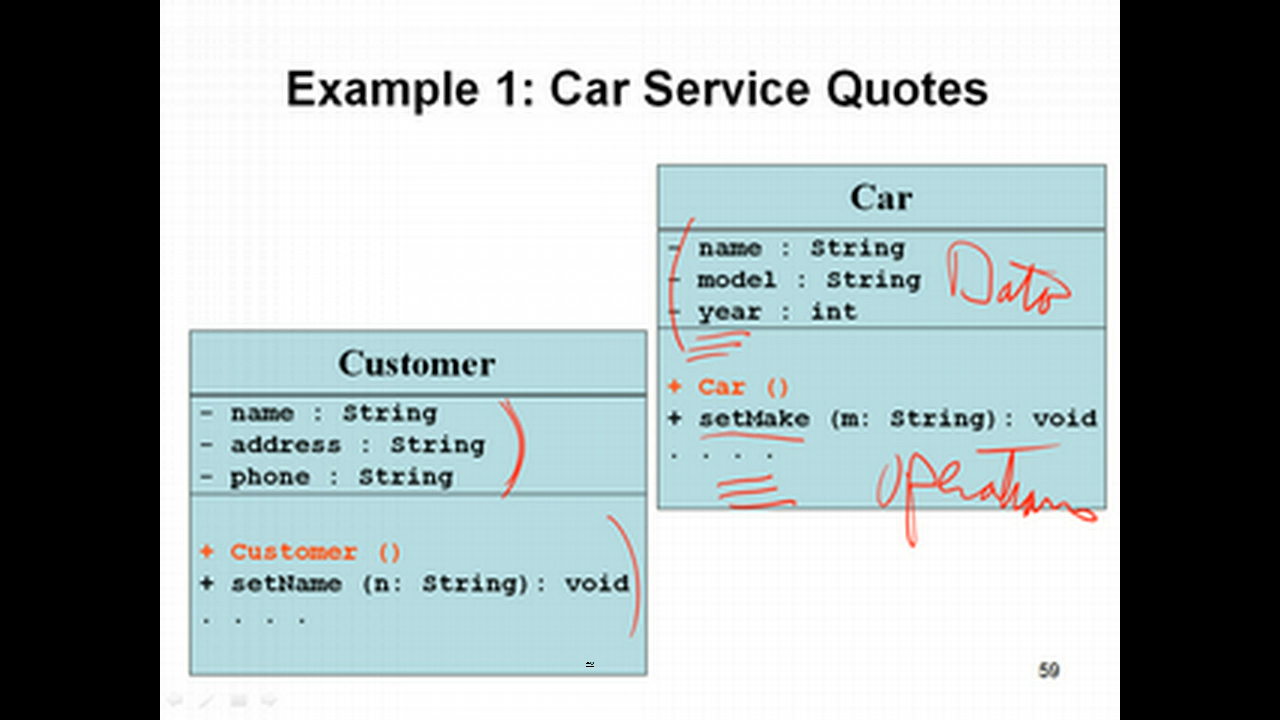 Example 1: Car Service Quotes
Car
- name : String
- model : String
- year : int
Data
+ Car ()
+ setMake (m: String): void
. . . .
operations
Customer
- name : String
- address : String
- phone : String
+ Customer ()
+ setName (n: String): void
. . . .
59